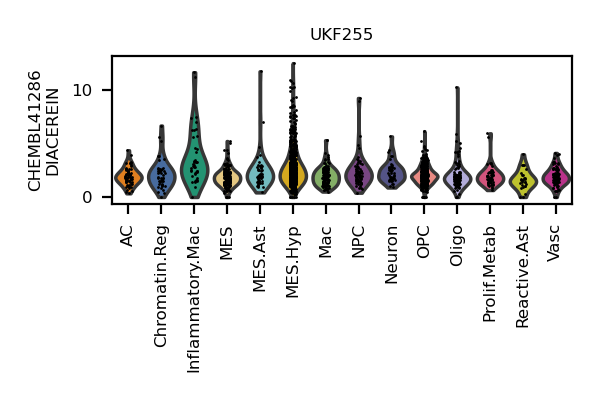 UKF255
CHEMBL41286
DIACEREIN
10
0
AC
Chromatin.Reg
Inflammatory.Mac
MES
MES.Ast
MES.Hyp
Mac
NPC
Neuron
OPC
Oligo
Prolif.Metab
Reactive.Ast
Vasc